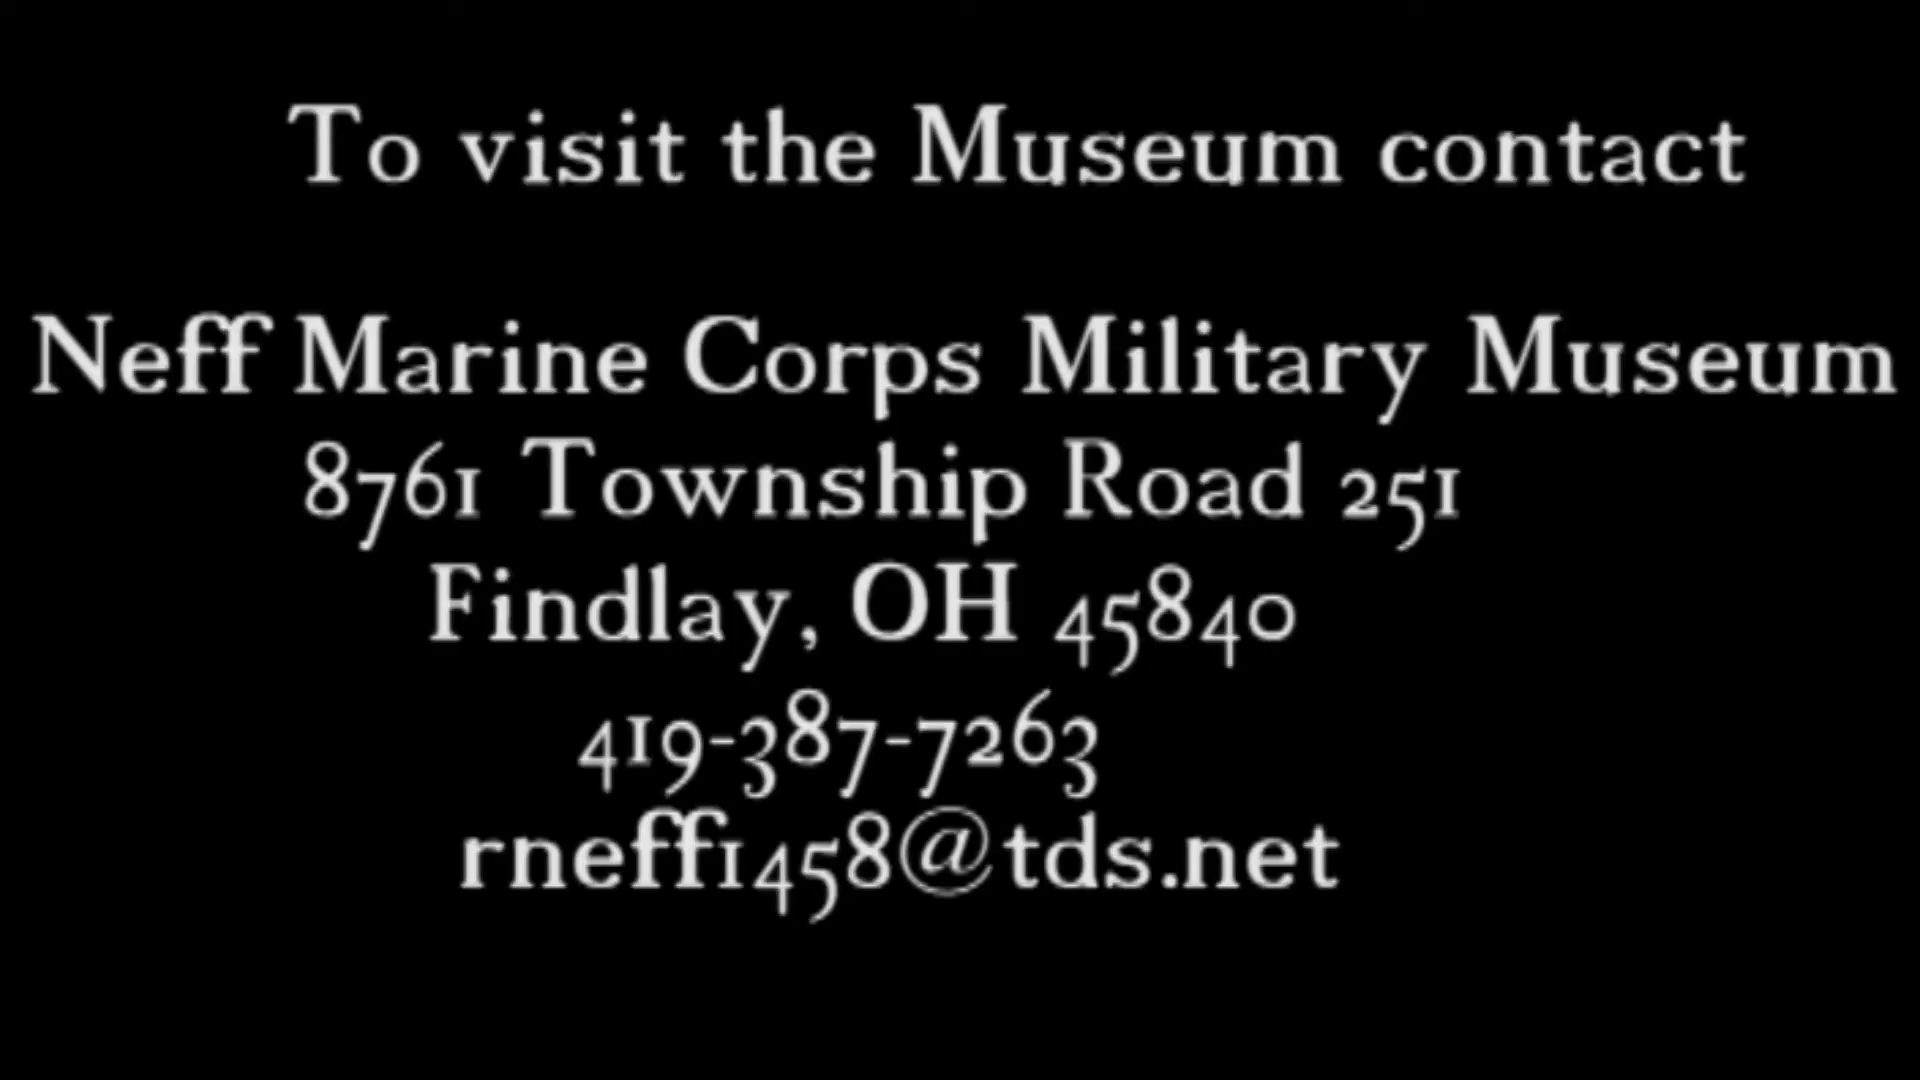 To visit the Museum contact
Neff Marine Corps Military Museum
8761 Township Road 251
Findlay, OH 45840
419-387-7263
rneff1458@tds.net